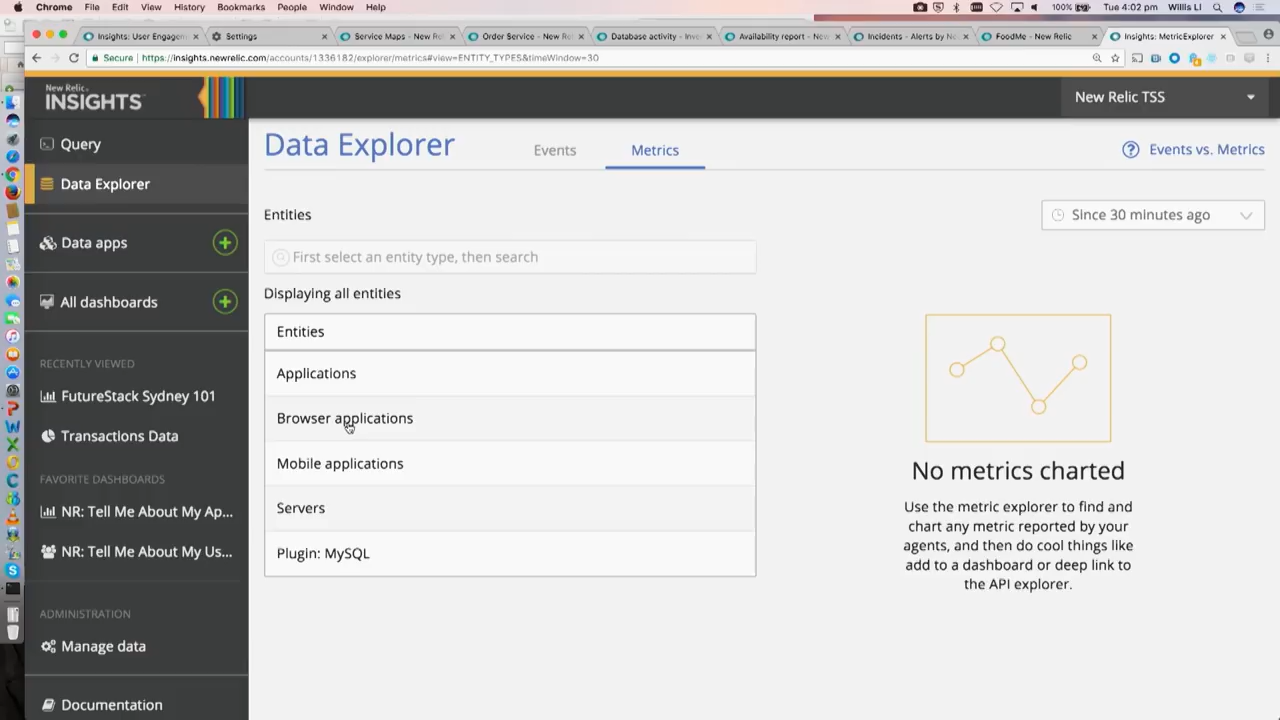 Chrome File Edit View History Bookmarks People Window Help
100% Tue 4:02 pm Willis LI
Insights: User Engagem
Settings
Service Maps - New Rel
Order Service - New Rel
Database activity - Inve
Availability report - New
Incidents - Alerts by Ne
FoodMe - New Relic
Insights: MetricExplorer
Secure https://insights.newrelic.com/accounts/1336182/explorer/metrics#view=ENTITY_TYPES&timeWindow=30
New Relic
INSIGHTS
New Relic TSS
Query
Data Explorer
Data apps
All dashboards
RECENTLY VIEWED
FutureStack Sydney 101
Transactions Data
FAVORITE DASHBOARDS
NR: Tell Me About My Ap...
NR: Tell Me About My Us...
ADMINISTRATION
Manage data
Documentation
Data Explorer
Events
Metrics
Events vs. Metrics
Entities
Since 30 minutes ago
First select an entity type, then search
Displaying all entities
Entities
Applications
Browser applications
Mobile applications
Servers
Plugin: MySQL
No metrics charted
Use the metric explorer to find and
chart any metric reported by your
agents, and then do cool things like
add to a dashboard or deep link to
the API explorer.